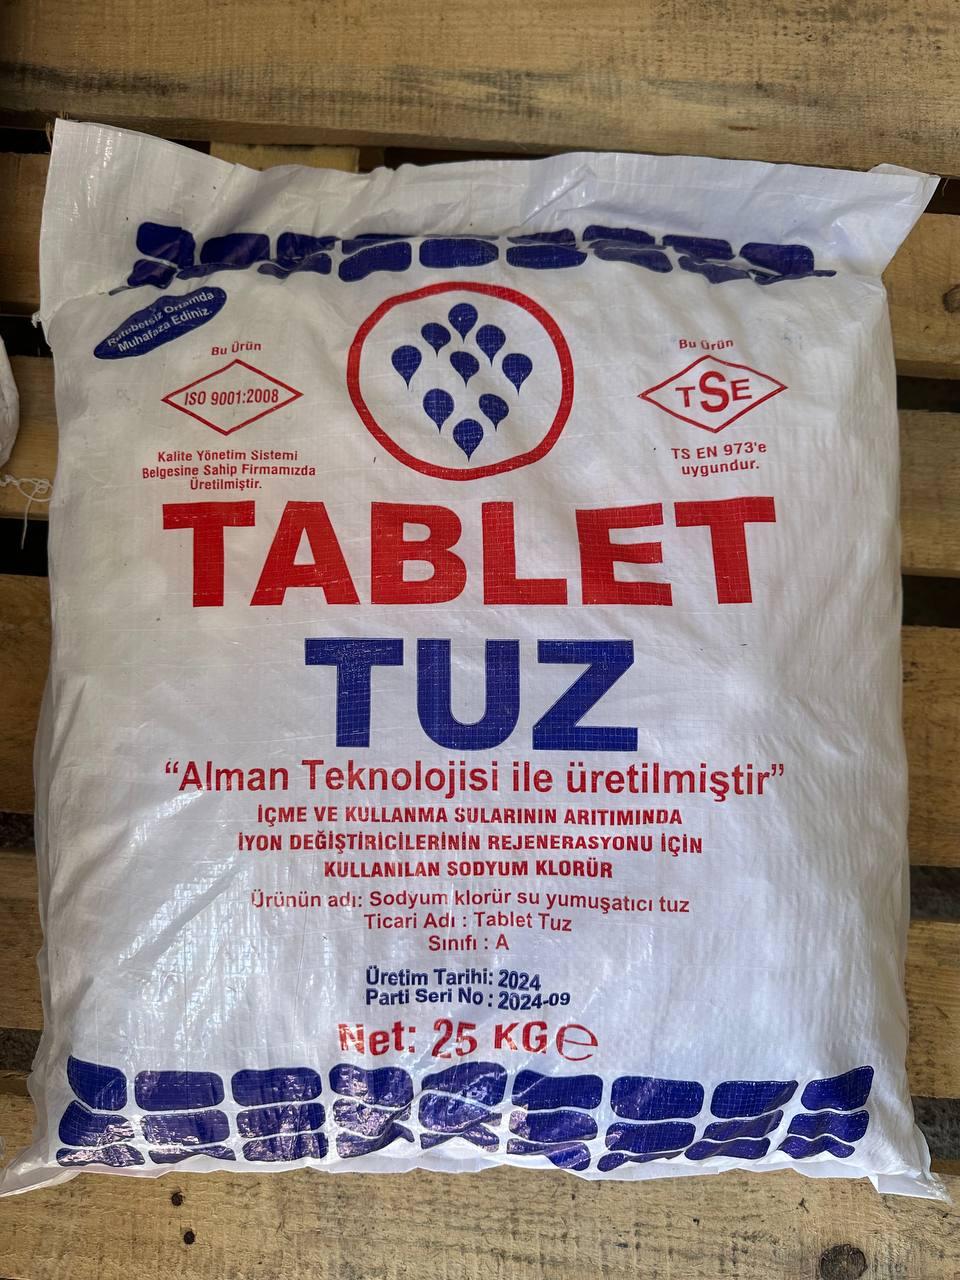 Rutubetsiz Ortamda
Muhafaza Ediniz.
Bu Ürün
ISO 9001:2008
Kalite Yönetim Sistemi
Belgesine Sahip Firmamızda
Üretilmiştir.
Bu Ürün
TSE
TS EN 973'e
uygundur.
TABLET
TUZ
“Alman Teknolojisi ile üretilmiştir”
İÇME VE KULLANMA SULARININ ARITIMINDA
İYON DEĞİŞTİRİCİLERİNİN REJENERASYONU İÇİN
KULLANILAN SODYUM KLORÜR
Ürünün adı: Sodyum klorür su yumuşatıcı tuz
Ticari Adı : Tablet Tuz
Sınıfı : A
Üretim Tarihi: 2024
Parti Seri No : 2024-09
Net: 25 KG ℮